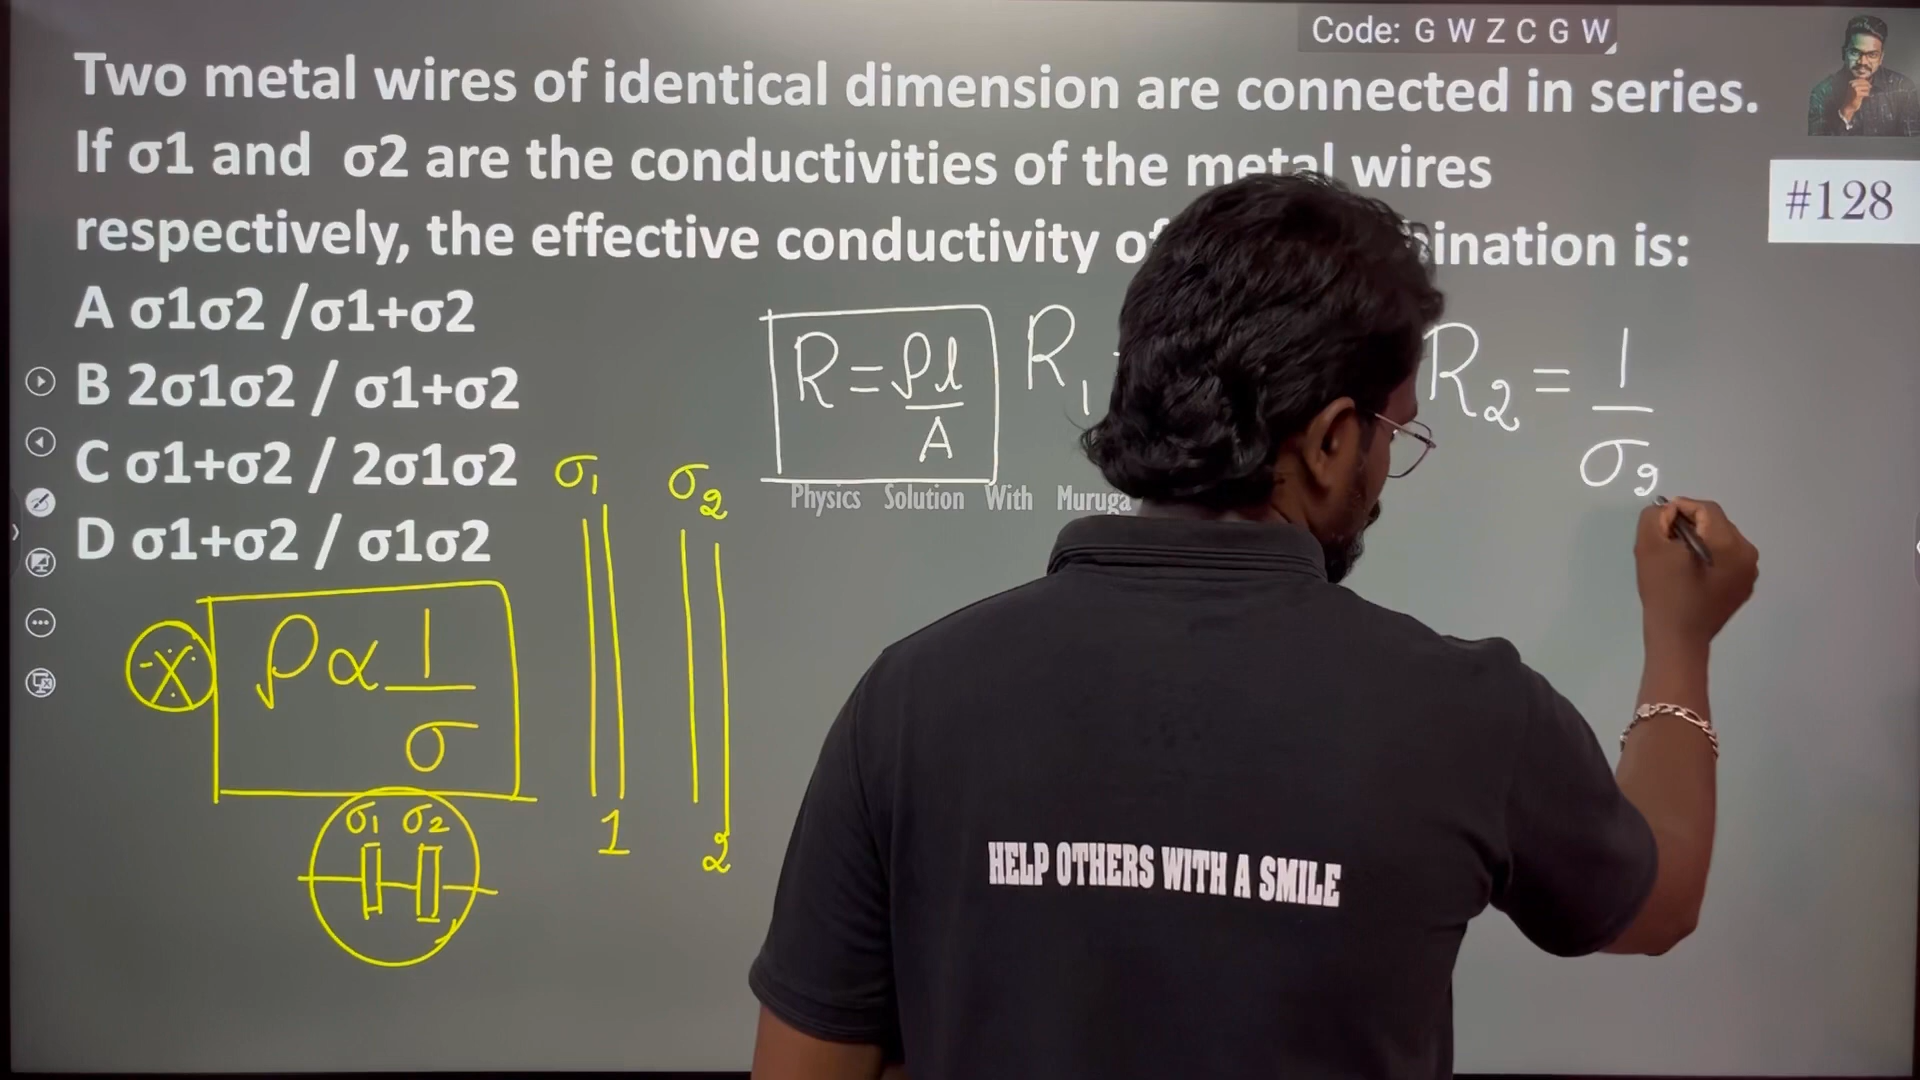 Code: G W Z C G W
Two metal wires of identical dimension are connected in series.
If σ1 and σ2 are the conductivities of the metal wires
#128
respectively, the effective conductivity of ination is:
A σ1σ2 /σ1+σ2
B 2σ1σ2 / σ1+σ2
C σ1+σ2 / 2σ1σ2
D σ1+σ2 / σ1σ2
R = ρl/A
R₁
R₂ = 1/σ₂
Physics Solution With Muruga
σ₁ σ₂
ρ ∝ 1/σ
1 2
σ₁ σ₂
HELP OTHERS WITH A SMILE